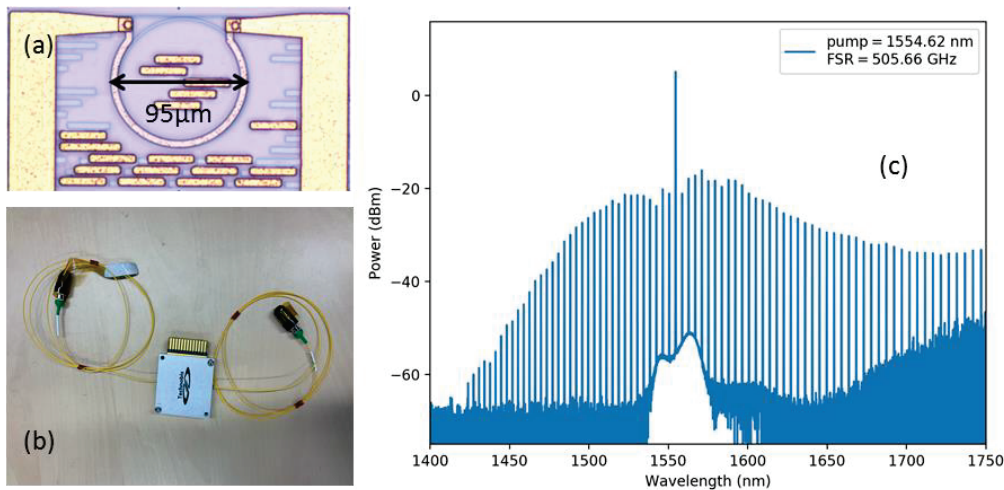 (a)
95μm
(b)
(c)
pump = 1554.62 nm
FSR = 505.66 GHz
Power (dBm)
0
−20
−40
−60
1400
1450
1500
1550
1600
1650
1700
1750
Wavelength (nm)